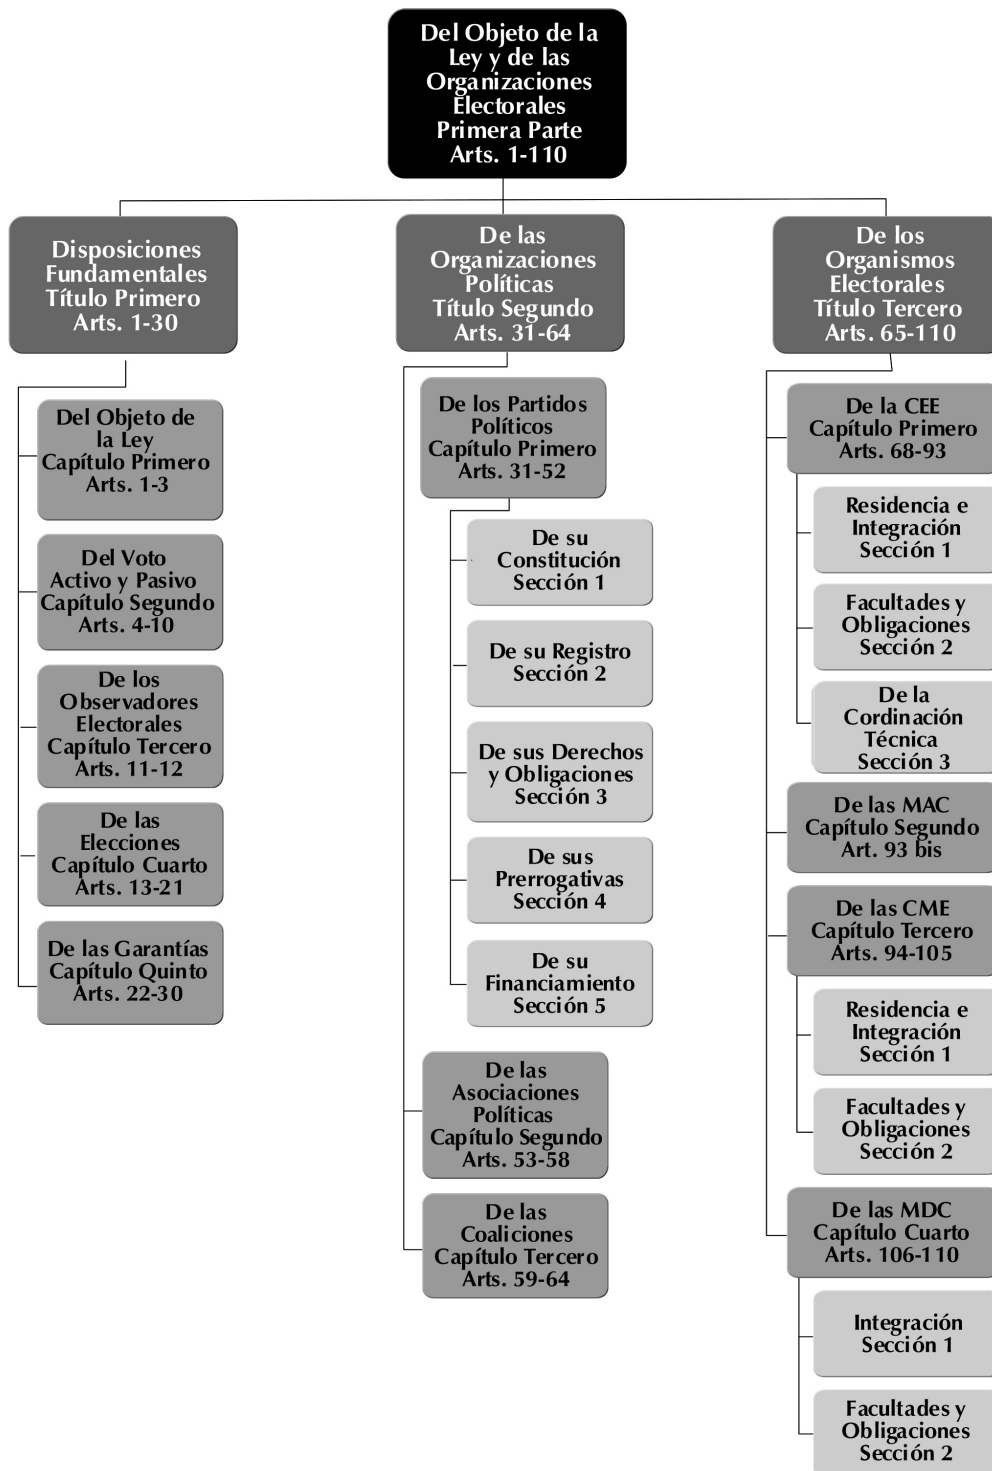 Del Objeto de la
Ley y de las
Organizaciones
Electorales
Primera Parte
Arts. 1-110
Disposiciones
Fundamentales
Título Primero
Arts. 1-30
Del Objeto de
la Ley
Capítulo Primero
Arts. 1-3
Del Voto
Activo y Pasivo
Capítulo Segundo
Arts. 4-10
De los
Observadores
Electorales
Capítulo Tercero
Arts. 11-12
De las
Elecciones
Capítulo Cuarto
Arts. 13-21
De las Garantías
Capítulo Quinto
Arts. 22-30
De las
Organizaciones
Políticas
Título Segundo
Arts. 31-64
De los Partidos
Políticos
Capítulo Primero
Arts. 31-52
De su
Constitución
Sección 1
De su Registro
Sección 2
De sus Derechos
y Obligaciones
Sección 3
De sus
Prerrogativas
Sección 4
De su
Financiamiento
Sección 5
De las
Asociaciones
Políticas
Capítulo Segundo
Arts. 53-58
De las
Coaliciones
Capítulo Tercero
Arts. 59-64
De los
Organismos
Electorales
Título Tercero
Arts. 65-110
De la CEE
Capítulo Primero
Arts. 68-93
Residencia e
Integración
Sección 1
Facultades y
Obligaciones
Sección 2
De la
Cordinación
Técnica
Sección 3
De las MAC
Capítulo Segundo
Art. 93 bis
De las CME
Capítulo Tercero
Arts. 94-105
Residencia e
Integración
Sección 1
Facultades y
Obligaciones
Sección 2
De las MDC
Capítulo Cuarto
Arts. 106-110
Integración
Sección 1
Facultades y
Obligaciones
Sección 2